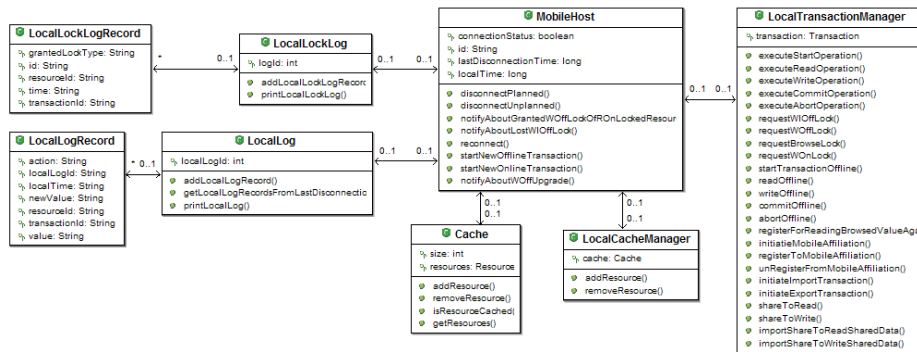 LocalLockLogRecord
grantedLockType: String
id: String
resourceId: String
time: String
transactionId: String
*
0..1
LocalLockLog
logId: int
addLocalLockLogRecord
printLocalLockLog()
0..1
0..1
LocalLogRecord
action: String
localLogId: String
localTime: String
newValue: String
resourceId: String
transactionId: String
value: String
* 0..1
LocalLog
localLogId: int
addLocalLogRecord()
getLocalLogRecordsFromLastDisconnectic
printLocalLog()
0..1
0..1
MobileHost
connectionStatus: boolean
id: String
lastDisconnectionTime: long
localTime: long
disconnectPlanned()
disconnectUnplanned()
notifyAboutGrantedWOffLockOfROnLockedResour
notifyAboutLostWIOffLock()
reconnect()
startNewOfflineTransaction()
startNewOnlineTransaction()
notifyAboutWOffUpgrade()
0..1 0..1
0..1
0..1
Cache
size: int
resources: Resource
addResource()
removeResource()
isResourceCached(
getResources()
0..1
0..1
LocalCacheManager
cache: Cache
addResource()
removeResource()
LocalTransactionManager
transaction: Transaction
executeStartOperation()
executeReadOperation()
executeWriteOperation()
executeCommitOperation()
executeAbortOperation()
requestWIOffLock()
requestWOffLock()
requestBrowseLock()
requestWOnLock()
startTransactionOffline()
readOffline()
writeOffline()
commitOffline()
abortOffline()
registerForReadingBrowsedValueAga
initiatieMobileAffiliation()
registerToMobileAffiliation()
unRegisterFromMobileAffiliation()
initiateImportTransaction()
initiateExportTransaction()
shareToRead()
shareToWrite()
importShareToReadSharedData()
importShareToWriteSharedData()